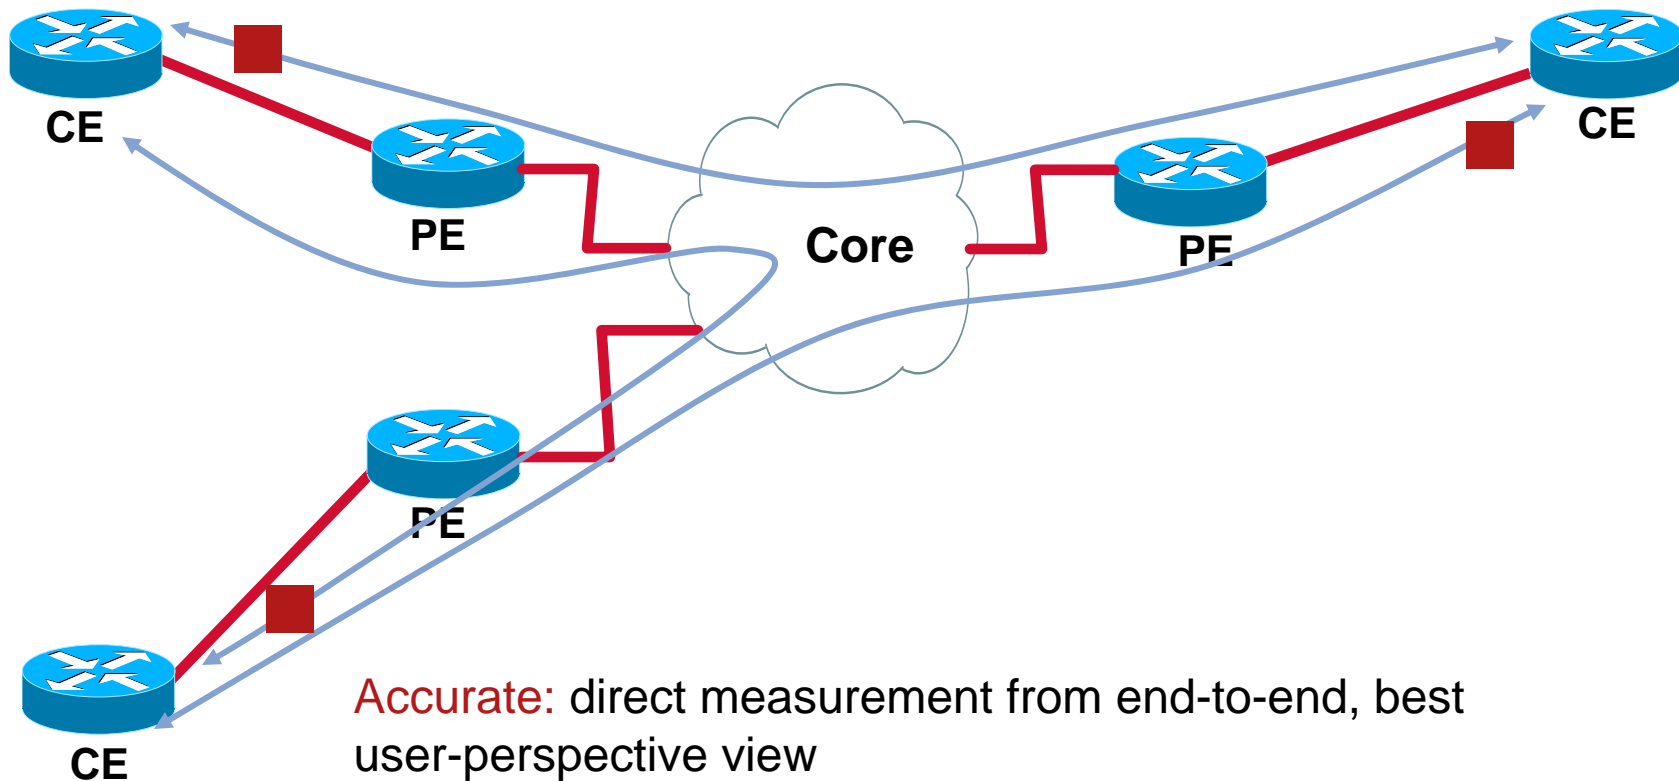 CE
CE
PE
PE
Core
PE
CE
Accurate: direct measurement from end-to-end, best
user-perspective view